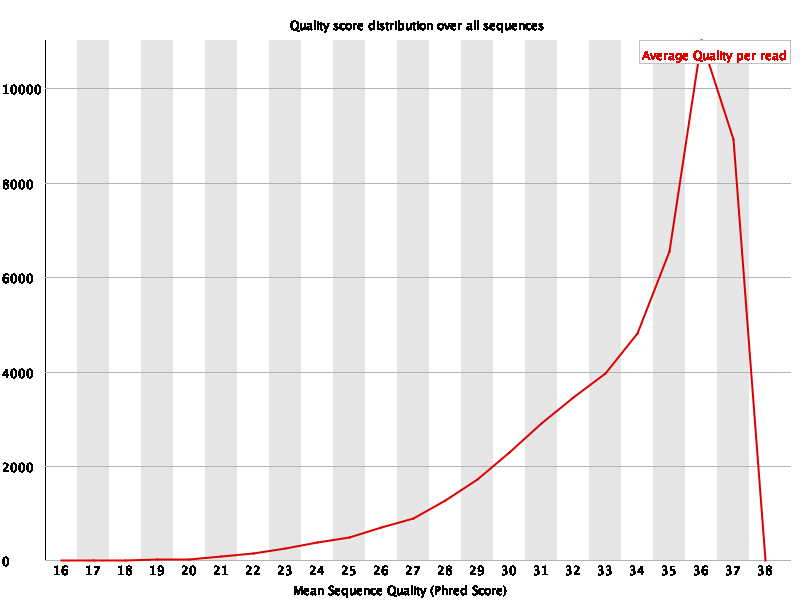 Quality score distribution over all sequences
Average Quality per read
10000
8000
6000
4000
2000
0
16 17 18 19 20 21 22 23 24 25 26 27 28 29 30 31 32 33 34 35 36 37 38
Mean Sequence Quality (Phred Score)